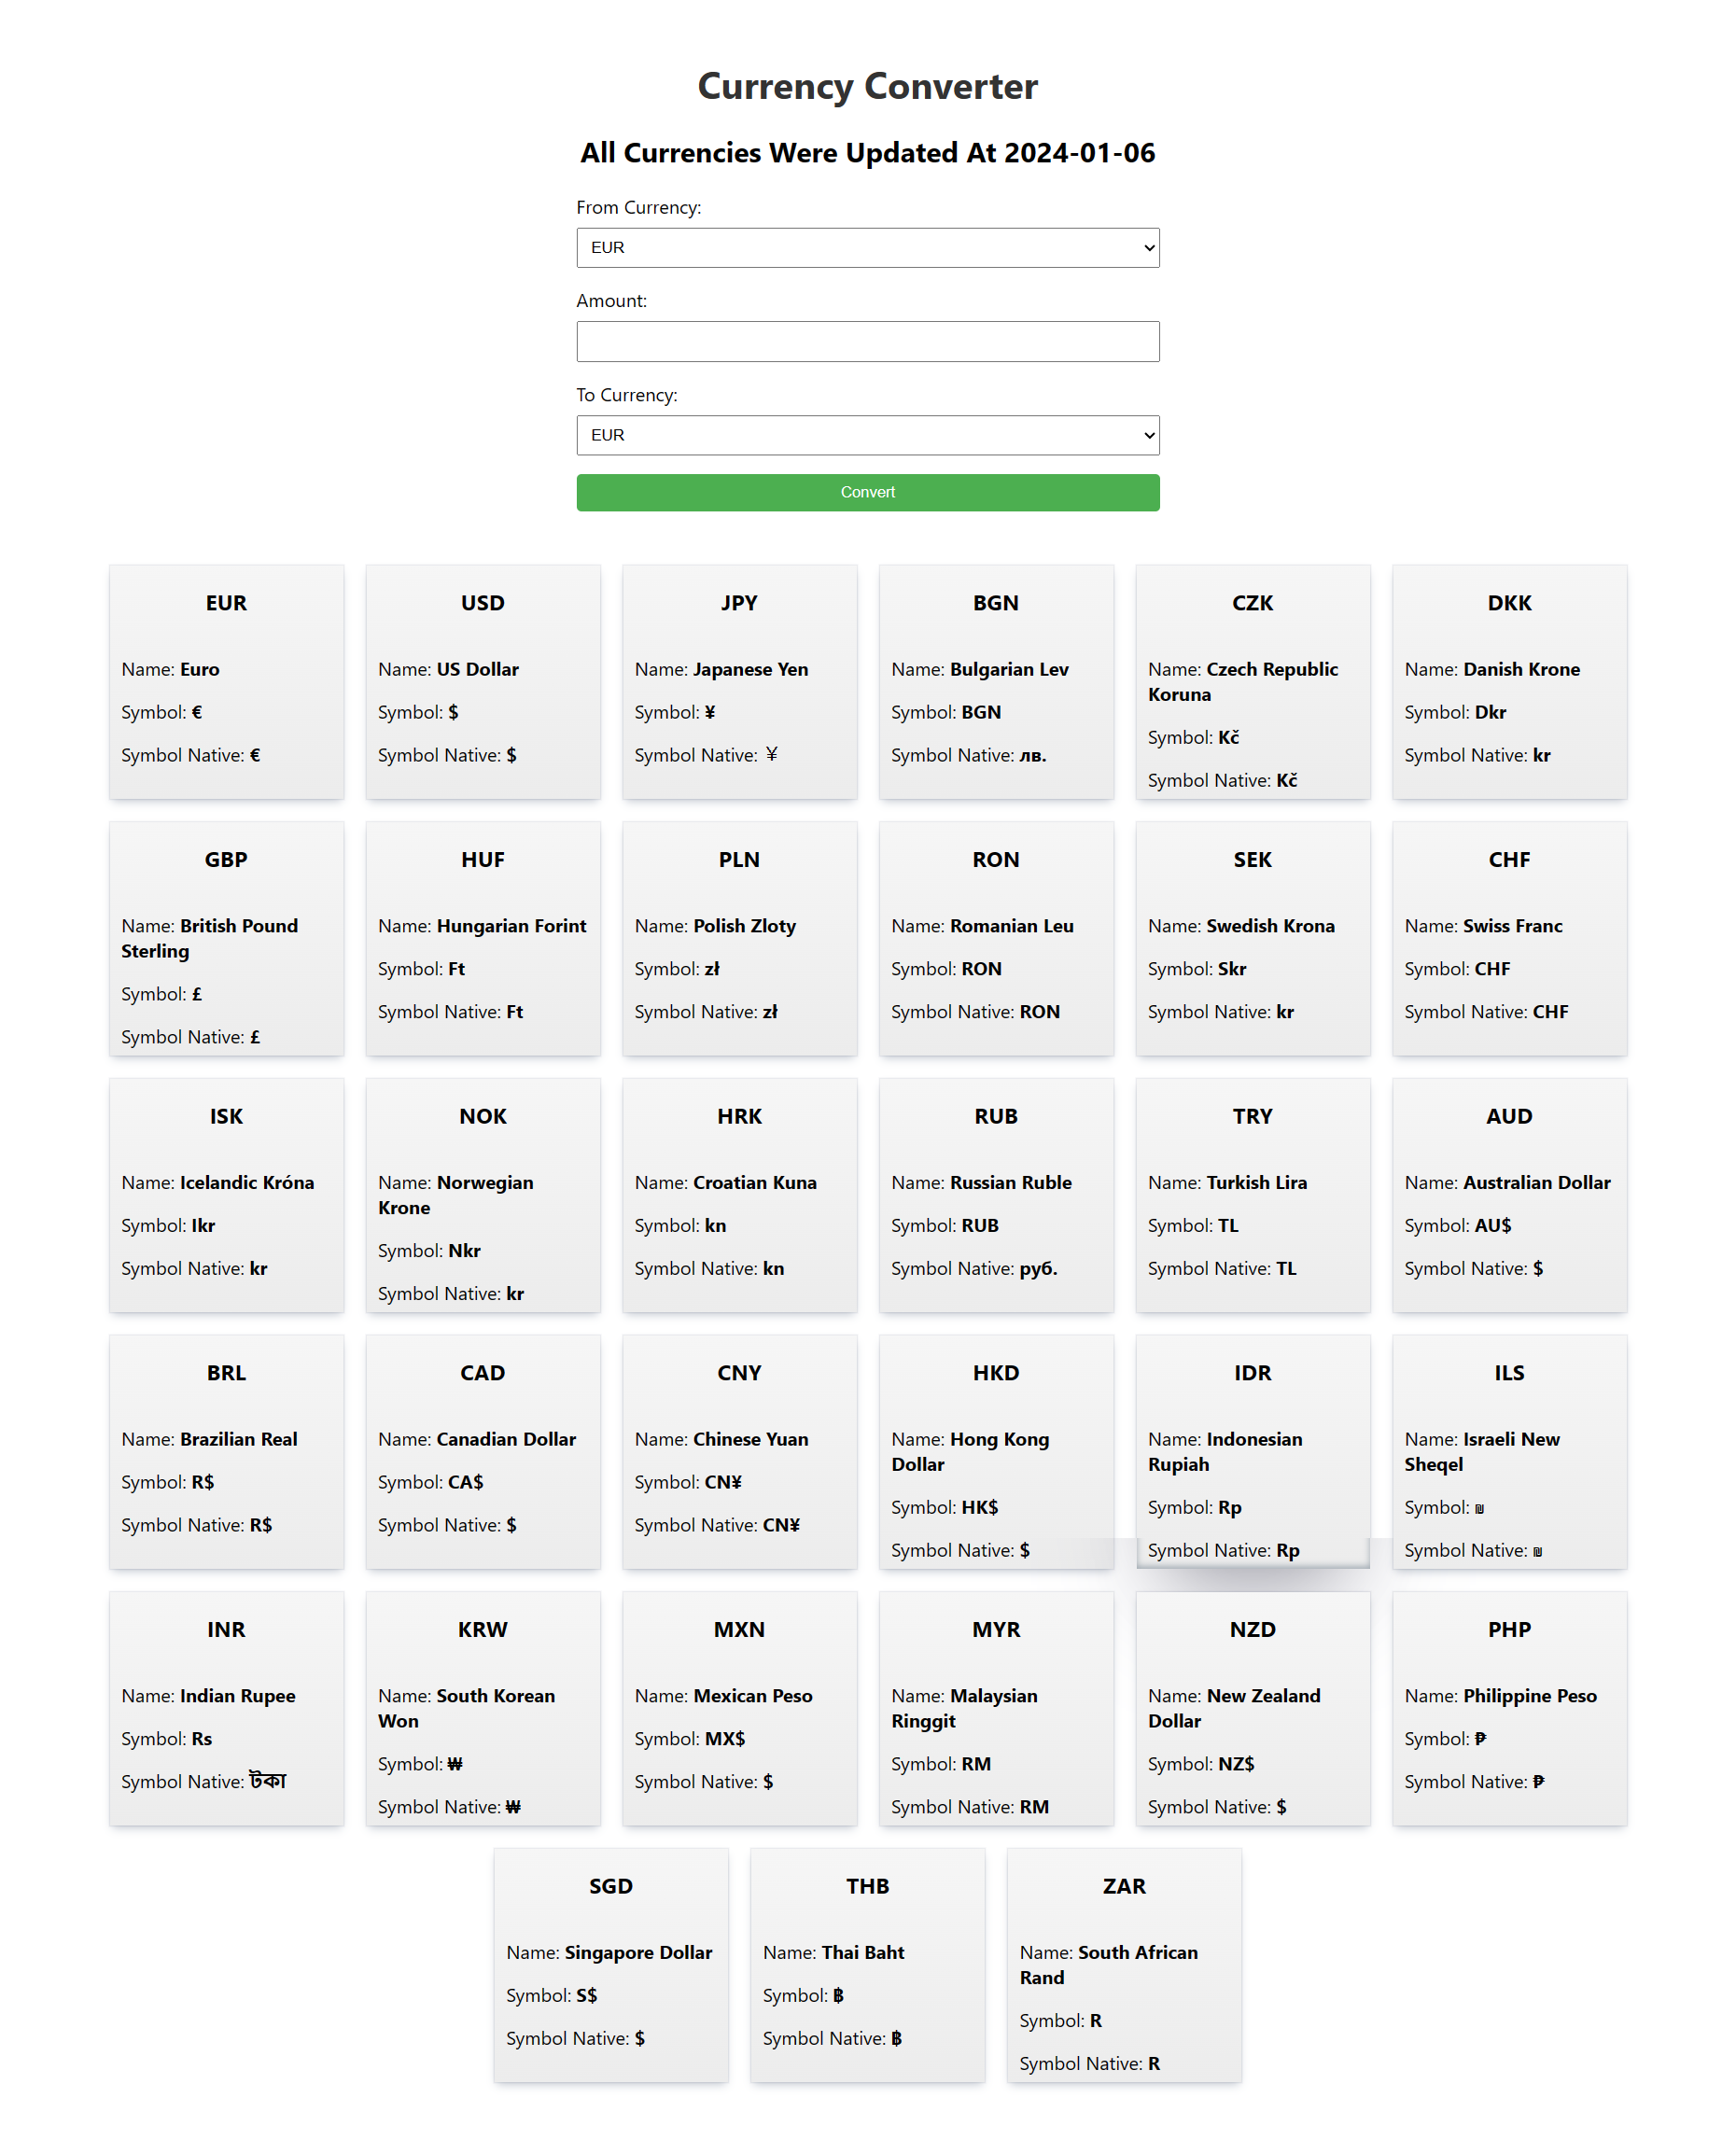 Currency Converter
All Currencies Were Updated At 2024-01-06
From Currency:
EUR
Amount:
To Currency:
EUR
Convert
EUR
Name: Euro
Symbol: €
Symbol Native: €
USD
Name: US Dollar
Symbol: $
Symbol Native: $
JPY
Name: Japanese Yen
Symbol: ¥
Symbol Native: ¥
BGN
Name: Bulgarian Lev
Symbol: BGN
Symbol Native: лв.
CZK
Name: Czech Republic
Koruna
Symbol: Kč
Symbol Native: Kč
DKK
Name: Danish Krone
Symbol: Dkr
Symbol Native: kr
GBP
Name: British Pound
Sterling
Symbol: £
Symbol Native: £
HUF
Name: Hungarian Forint
Symbol: Ft
Symbol Native: Ft
PLN
Name: Polish Zloty
Symbol: zł
Symbol Native: zł
RON
Name: Romanian Leu
Symbol: RON
Symbol Native: RON
SEK
Name: Swedish Krona
Symbol: Skr
Symbol Native: kr
CHF
Name: Swiss Franc
Symbol: CHF
Symbol Native: CHF
ISK
Name: Icelandic Króna
Symbol: Ikr
Symbol Native: kr
NOK
Name: Norwegian
Krone
Symbol: Nkr
Symbol Native: kr
HRK
Name: Croatian Kuna
Symbol: kn
Symbol Native: kn
RUB
Name: Russian Ruble
Symbol: RUB
Symbol Native: руб.
TRY
Name: Turkish Lira
Symbol: TL
Symbol Native: TL
AUD
Name: Australian Dollar
Symbol: AU$
Symbol Native: $
BRL
Name: Brazilian Real
Symbol: R$
Symbol Native: R$
CAD
Name: Canadian Dollar
Symbol: CA$
Symbol Native: $
CNY
Name: Chinese Yuan
Symbol: CN¥
Symbol Native: CN¥
HKD
Name: Hong Kong
Dollar
Symbol: HK$
Symbol Native: $
IDR
Name: Indonesian
Rupiah
Symbol: Rp
Symbol Native: Rp
ILS
Name: Israeli New
Sheqel
Symbol: ₪
Symbol Native: ₪
INR
Name: Indian Rupee
Symbol: Rs
Symbol Native: টকা
KRW
Name: South Korean
Won
Symbol: ₩
Symbol Native: ₩
MXN
Name: Mexican Peso
Symbol: MX$
Symbol Native: $
MYR
Name: Malaysian
Ringgit
Symbol: RM
Symbol Native: RM
NZD
Name: New Zealand
Dollar
Symbol: NZ$
Symbol Native: $
PHP
Name: Philippine Peso
Symbol: ₱
Symbol Native: ₱
SGD
Name: Singapore Dollar
Symbol: S$
Symbol Native: $
THB
Name: Thai Baht
Symbol: ฿
Symbol Native: ฿
ZAR
Name: South African
Rand
Symbol: R
Symbol Native: R